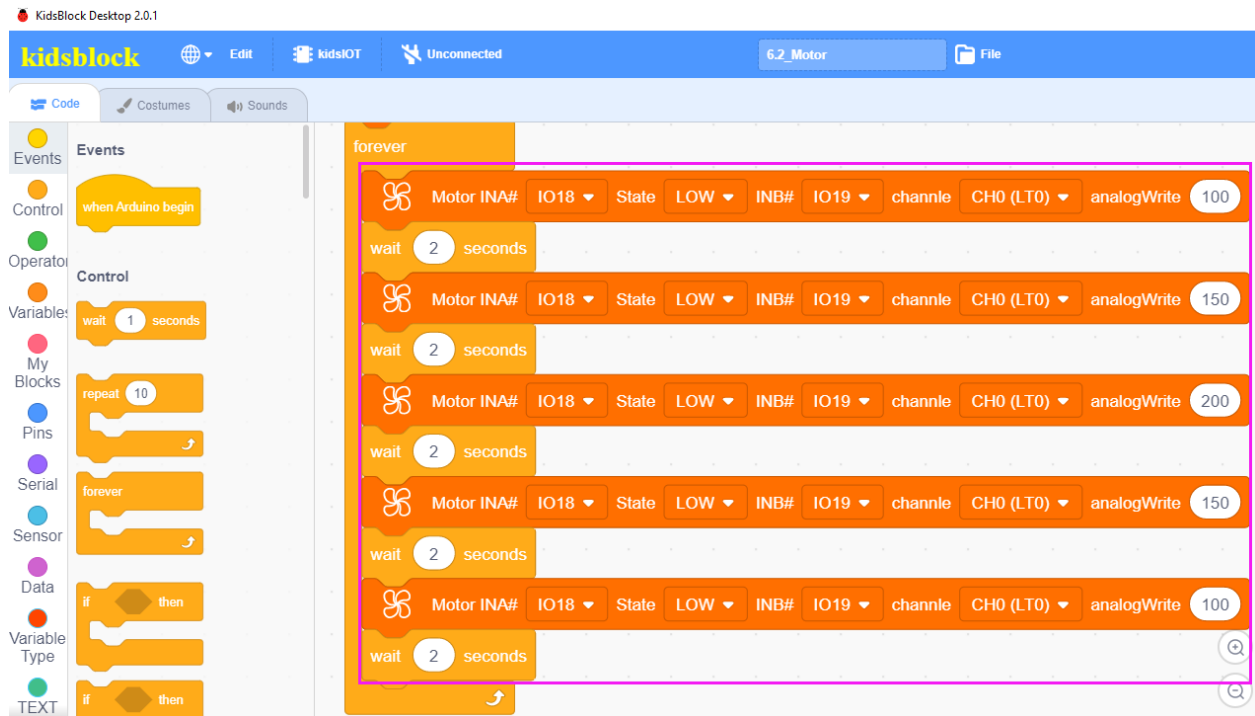 KidsBlock Desktop 2.0.1
kidsblock Edit kidsIOT Unconnected 6.2_Motor File
Code Costumes Sounds
Events
Control
Operator
Variables
My
Blocks
Pins
Serial
Sensor
Data
Variable
Type
TEXT
Events
when Arduino begin
Control
wait 1 seconds
repeat 10
forever
if then
if then
forever
Motor INA# IO18 State LOW INB# IO19 channle CH0 (LT0) analogWrite 100
wait 2 seconds
Motor INA# IO18 State LOW INB# IO19 channle CH0 (LT0) analogWrite 150
wait 2 seconds
Motor INA# IO18 State LOW INB# IO19 channle CH0 (LT0) analogWrite 200
wait 2 seconds
Motor INA# IO18 State LOW INB# IO19 channle CH0 (LT0) analogWrite 150
wait 2 seconds
Motor INA# IO18 State LOW INB# IO19 channle CH0 (LT0) analogWrite 100
wait 2 seconds